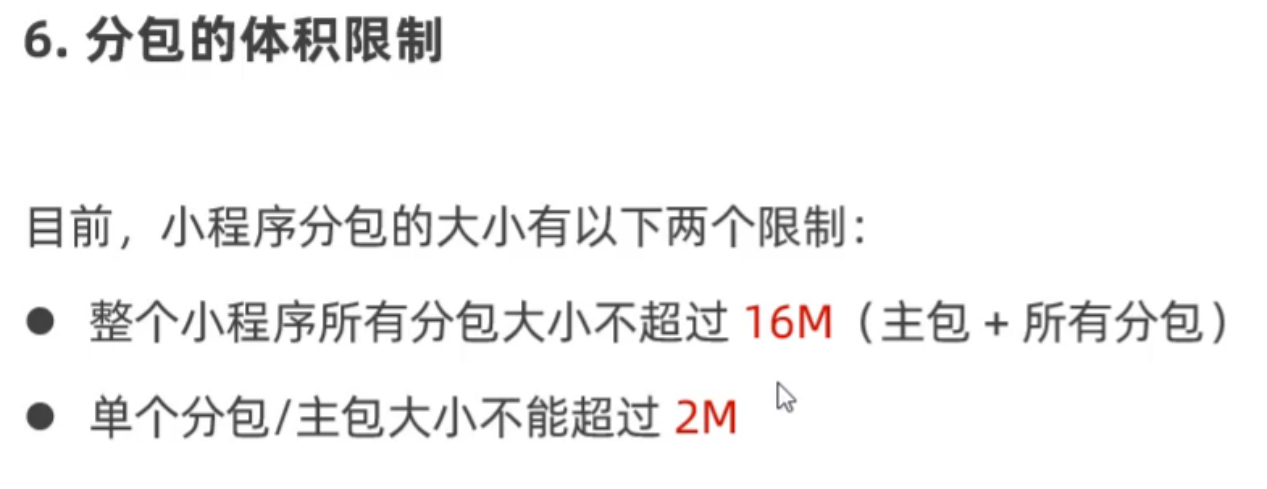 6. 分包的体积限制
目前，小程序分包的大小有以下两个限制：
● 整个小程序所有分包大小不超过 16M（主包 + 所有分包）
● 单个分包/主包大小不能超过 2M